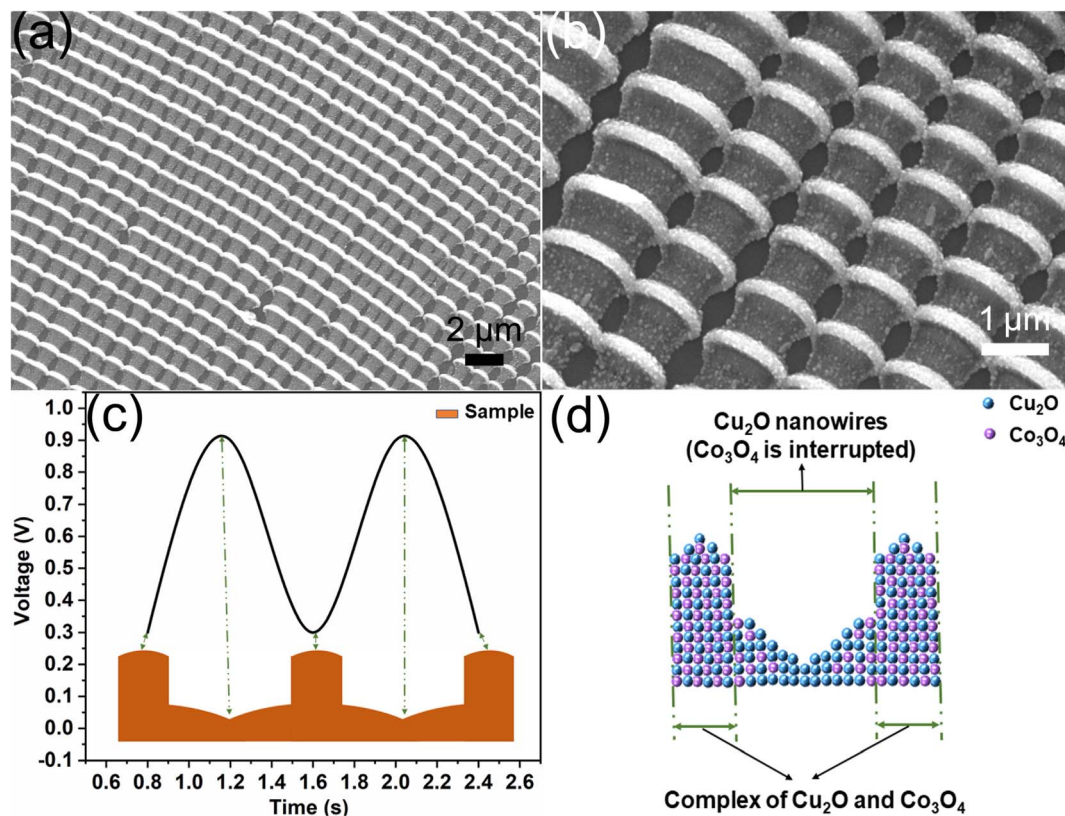 (a)
2 µm
(b)
1 µm
(c)
Sample
Voltage (V)
1.0
0.9
0.8
0.7
0.6
0.5
0.4
0.3
0.2
0.1
0.0
-0.1
0.6 0.8 1.0 1.2 1.4 1.6 1.8 2.0 2.2 2.4 2.6
Time (s)
(d)
Cu₂O
Co₃O₄
Cu₂O nanowires
(Co₃O₄ is interrupted)
Complex of Cu₂O and Co₃O₄